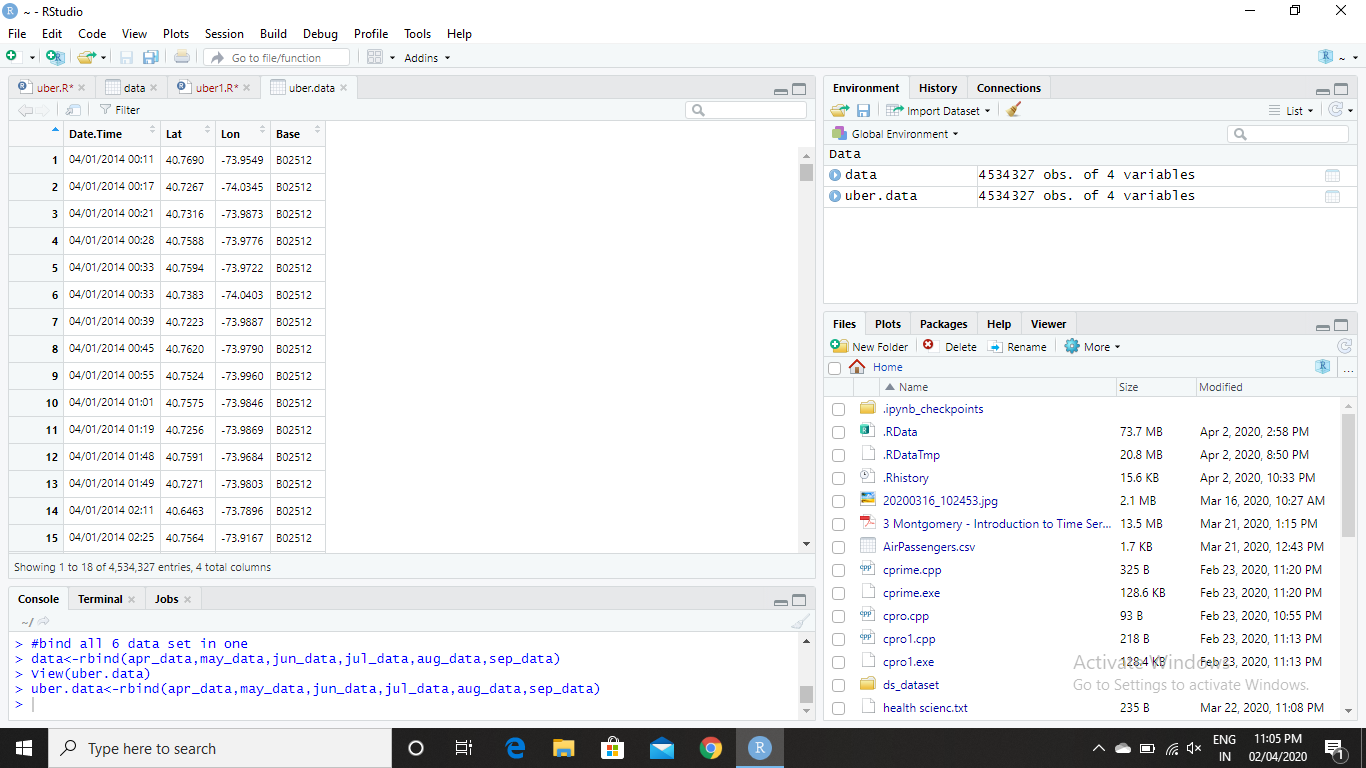 ~ - RStudio
File Edit Code View Plots Session Build Debug Profile Tools Help
Go to file/function Addins ~
uber.R* data uber1.R* uber.data
Filter
Date.Time Lat Lon Base
1 04/01/2014 00:11 40.7690 -73.9549 B02512
2 04/01/2014 00:17 40.7267 -74.0345 B02512
3 04/01/2014 00:21 40.7316 -73.9873 B02512
4 04/01/2014 00:28 40.7588 -73.9776 B02512
5 04/01/2014 00:33 40.7594 -73.9722 B02512
6 04/01/2014 00:33 40.7383 -74.0403 B02512
7 04/01/2014 00:39 40.7223 -73.9887 B02512
8 04/01/2014 00:45 40.7620 -73.9790 B02512
9 04/01/2014 00:55 40.7524 -73.9960 B02512
10 04/01/2014 01:01 40.7575 -73.9846 B02512
11 04/01/2014 01:19 40.7256 -73.9869 B02512
12 04/01/2014 01:48 40.7591 -73.9684 B02512
13 04/01/2014 01:49 40.7271 -73.9803 B02512
14 04/01/2014 02:11 40.6463 -73.7896 B02512
15 04/01/2014 02:25 40.7564 -73.9167 B02512
Showing 1 to 18 of 4,534,327 entries, 4 total columns
Console Terminal Jobs
~/
> #bind all 6 data set in one
> data<-rbind(apr_data,may_data,jun_data,jul_data,aug_data,sep_data)
> View(uber.data)
> uber.data<-rbind(apr_data,may_data,jun_data,jul_data,aug_data,sep_data)
>
Environment History Connections
Import Dataset List
Global Environment
Data
data 4534327 obs. of 4 variables
uber.data 4534327 obs. of 4 variables
Files Plots Packages Help Viewer
New Folder Delete Rename More
Home ...
Name Size Modified
.ipynb_checkpoints
.RData 73.7 MB Apr 2, 2020, 2:58 PM
.RDataTmp 20.8 MB Apr 2, 2020, 8:50 PM
.Rhistory 15.6 KB Apr 2, 2020, 10:33 PM
20200316_102453.jpg 2.1 MB Mar 16, 2020, 10:27 AM
3 Montgomery - Introduction to Time Ser... 13.5 MB Mar 21, 2020, 1:15 PM
AirPassengers.csv 1.7 KB Mar 21, 2020, 12:43 PM
cprime.cpp 325 B Feb 23, 2020, 11:20 PM
cprime.exe 128.6 KB Feb 23, 2020, 11:20 PM
cpro.cpp 93 B Feb 23, 2020, 10:55 PM
cpro1.cpp 218 B Feb 23, 2020, 11:13 PM
cpro1.exe 128.4 KB Feb 23, 2020, 11:13 PM
ds_dataset
health scienc.txt 235 B Mar 22, 2020, 11:08 PM
Activate Windows
Go to Settings to activate Windows.
Type here to search
ENG IN
11:05 PM
02/04/2020
1